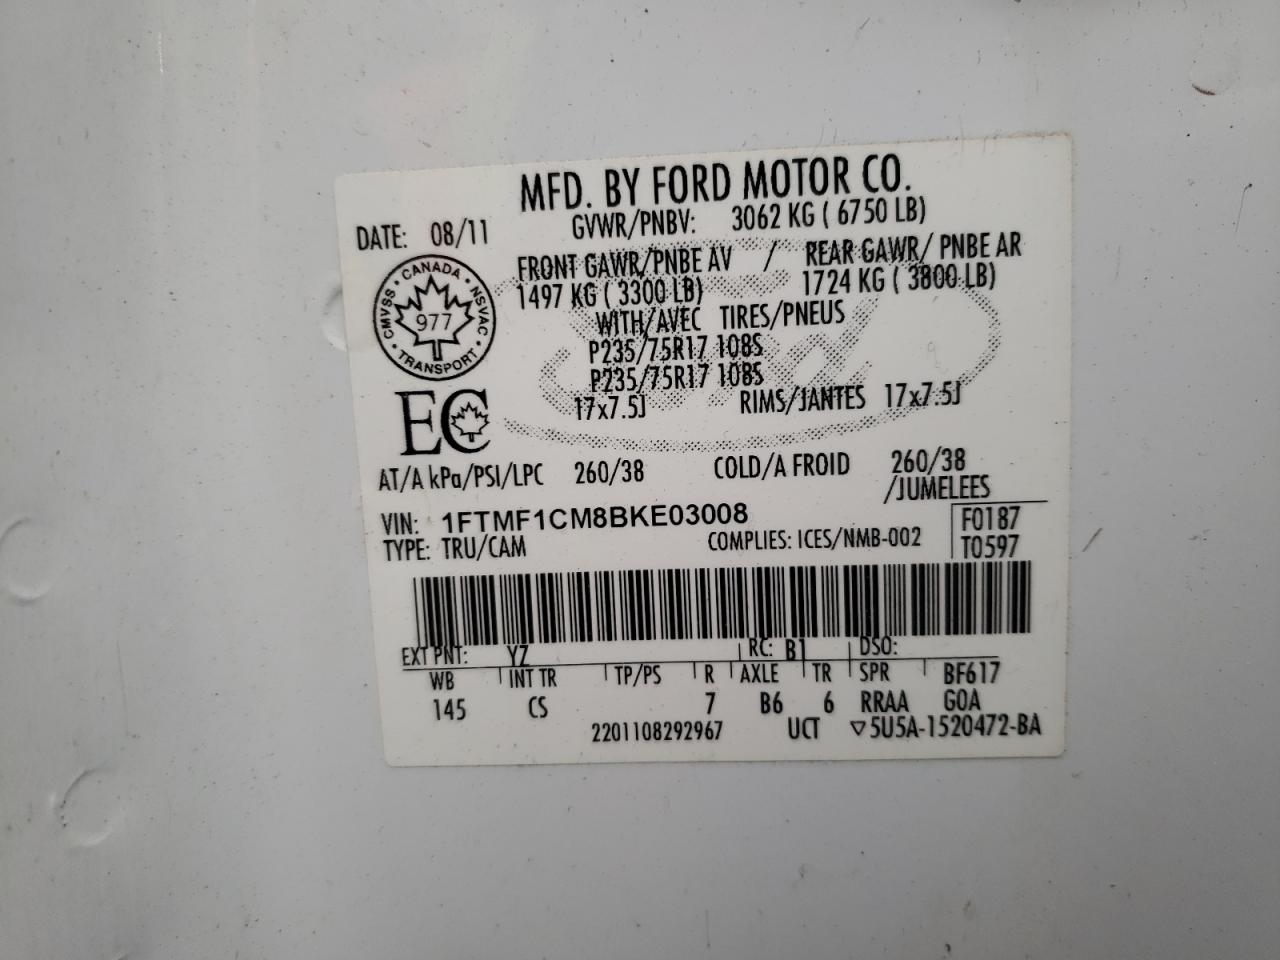 MFD. BY FORD MOTOR CO.
DATE: 08/11 GVWR/PNBV: 3062 KG ( 6750 LB)
FRONT GAWR/PNBE AV / REAR GAWR/ PNBE AR
1497 KG ( 3300 LB) 1724 KG ( 3800 LB)
WITH/AVEC TIRES/PNEUS
P235/75R17 108S
P235/75R17 108S
17x7.5J RIMS/JANTES 17x7.5J
CANADA
CMVSS · NSVAC
977
TRANSPORT
EC
AT/A kPa/PSI/LPC 260/38 COLD/A FROID 260/38
/JUMELEES
VIN: 1FTMF1CM8BKE03008 F0187
TYPE: TRU/CAM COMPLIES: ICES/NMB-002 T0597
EXT PNT: YZ RC: B1 DSO:
WB INT TR TP/PS R AXLE TR SPR BF617
145 CS 7 B6 6 RRAA GOA
2201108292967 UCT ▽5U5A-1520472-BA